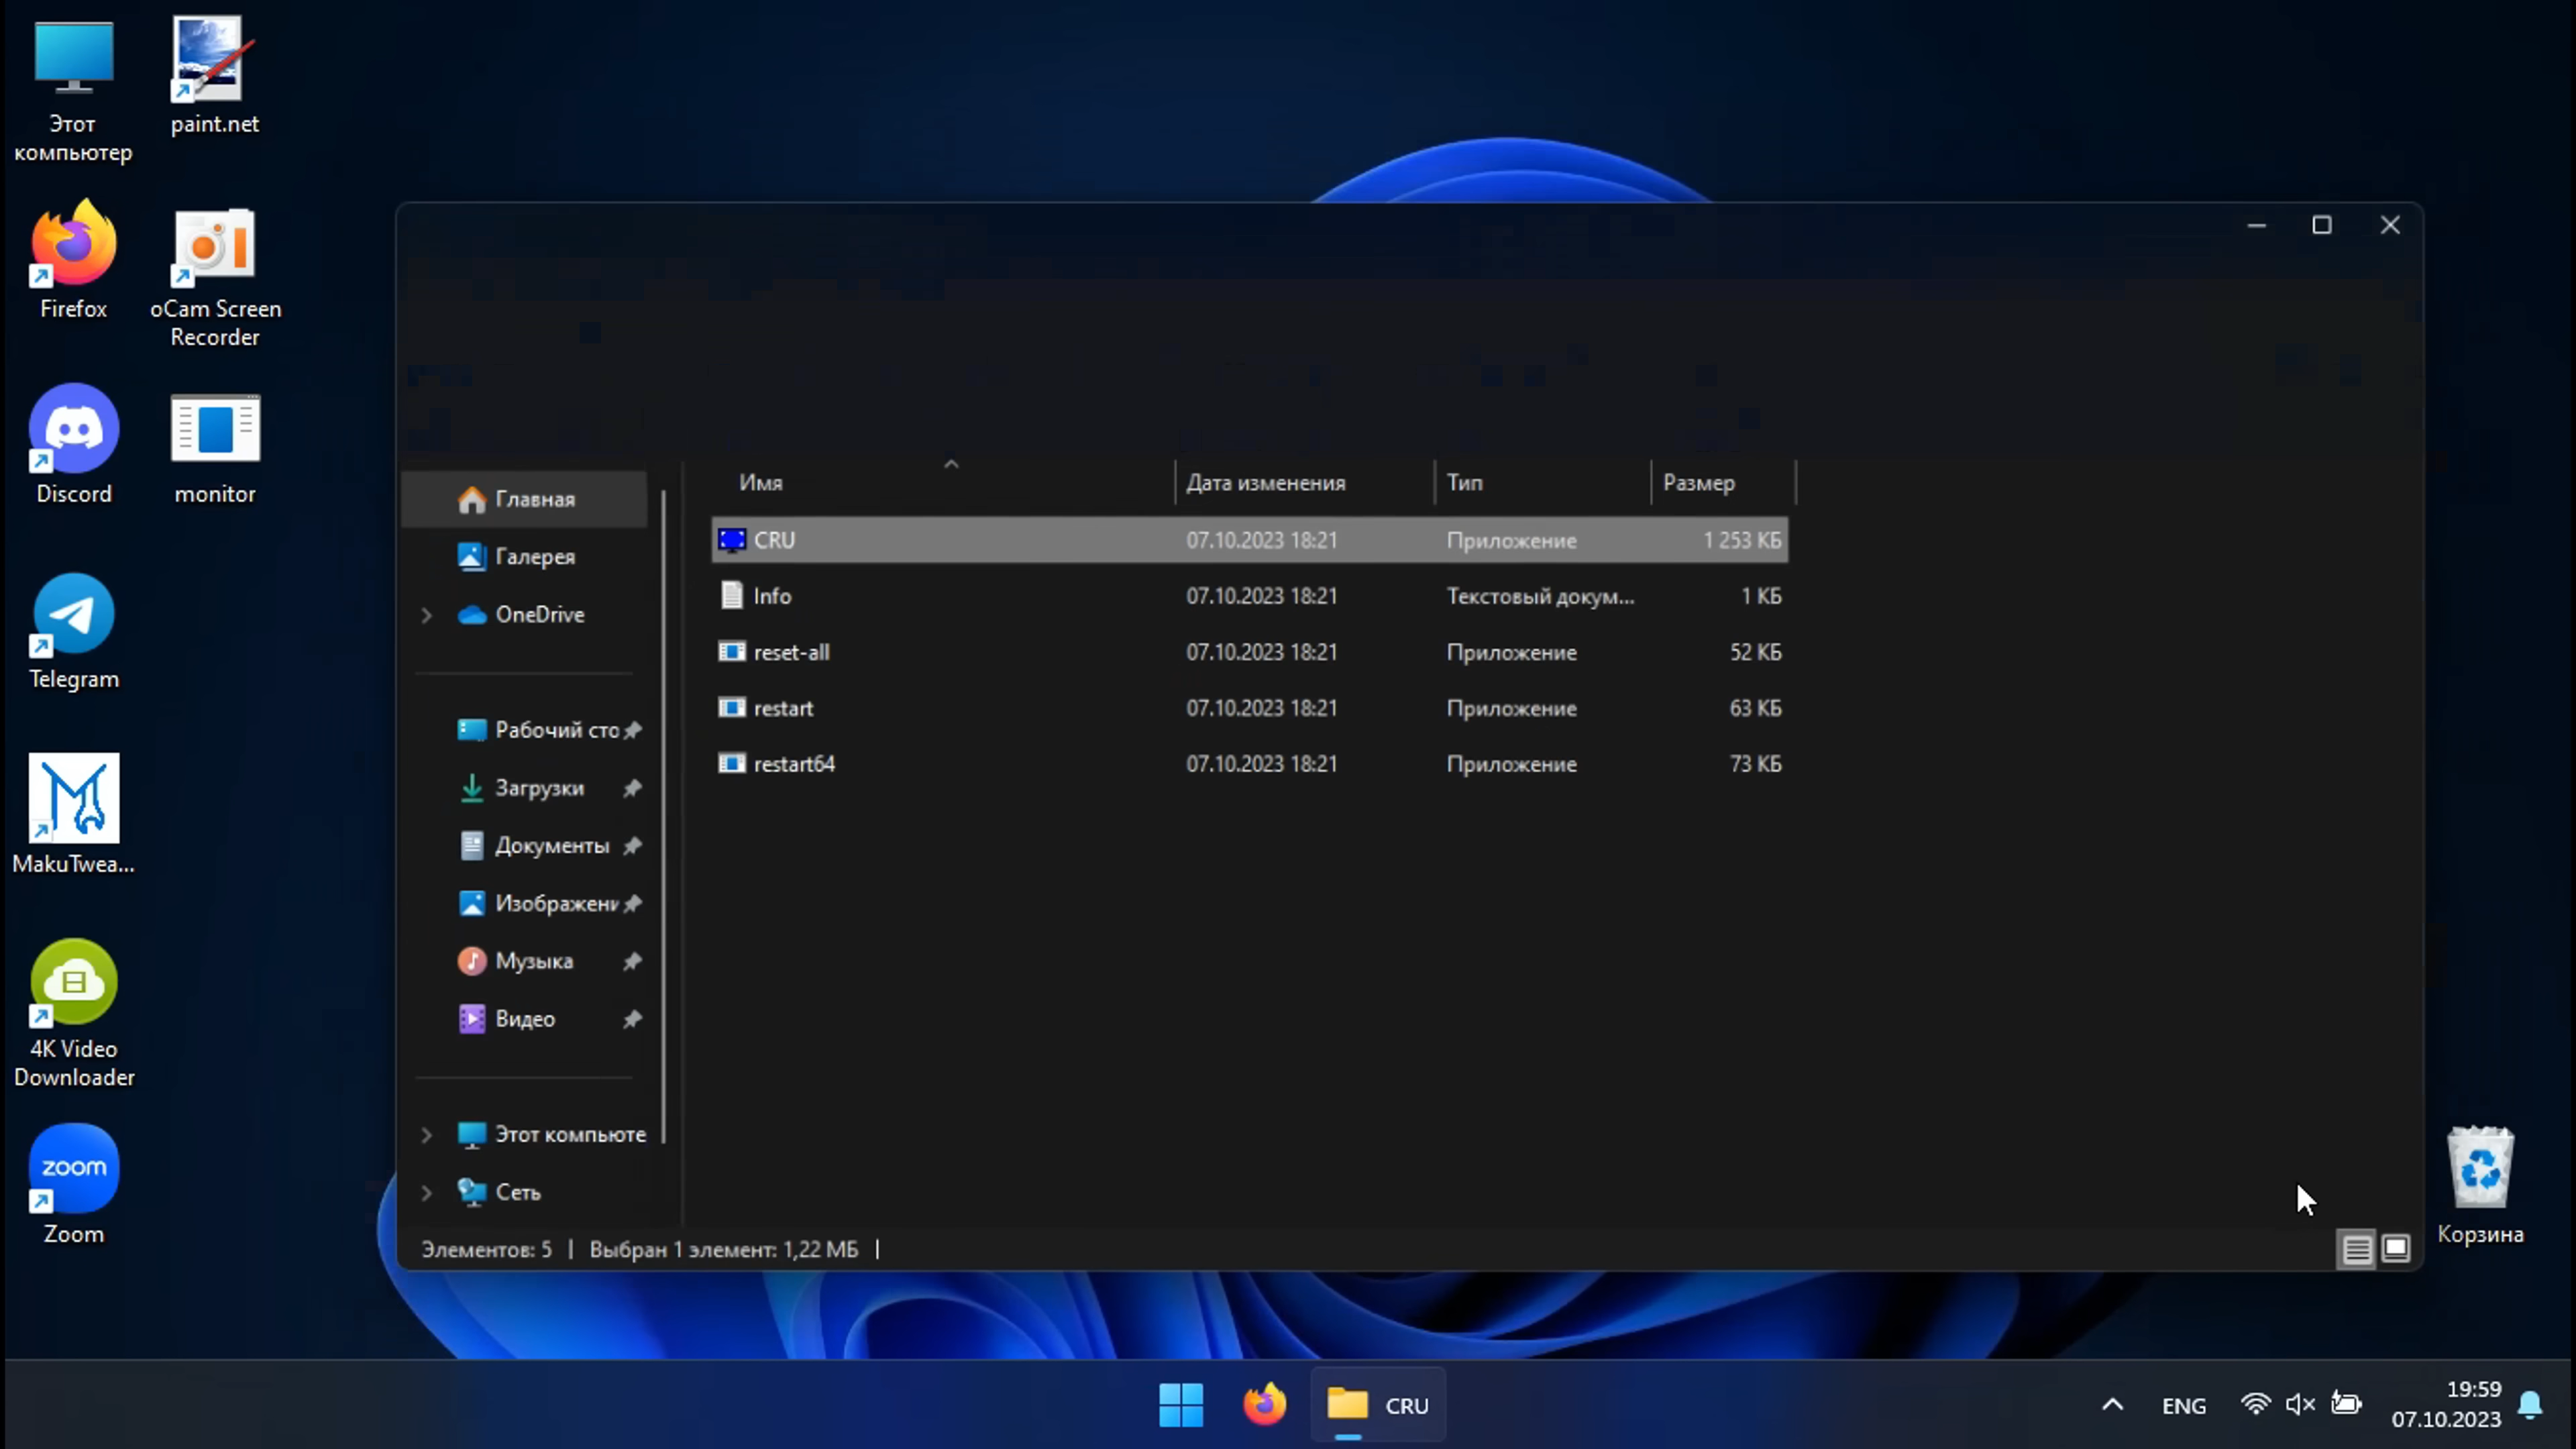 Этот
компьютер
paint.net
Firefox
oCam Screen
Recorder
Discord
monitor
Telegram
MakuTwea...
4K Video
Downloader
zoom
Zoom
Главная
Галерея
OneDrive
Рабочий сто
Загрузки
Документы
Изображени
Музыка
Видео
Этот компьюте
Сеть
Имя Дата изменения Тип Размер
CRU 07.10.2023 18:21 Приложение 1 253 КБ
Info 07.10.2023 18:21 Текстовый докум... 1 КБ
reset-all 07.10.2023 18:21 Приложение 52 КБ
restart 07.10.2023 18:21 Приложение 63 КБ
restart64 07.10.2023 18:21 Приложение 73 КБ
Элементов: 5 | Выбран 1 элемент: 1,22 МБ |
Корзина
CRU
ENG
19:59
07.10.2023